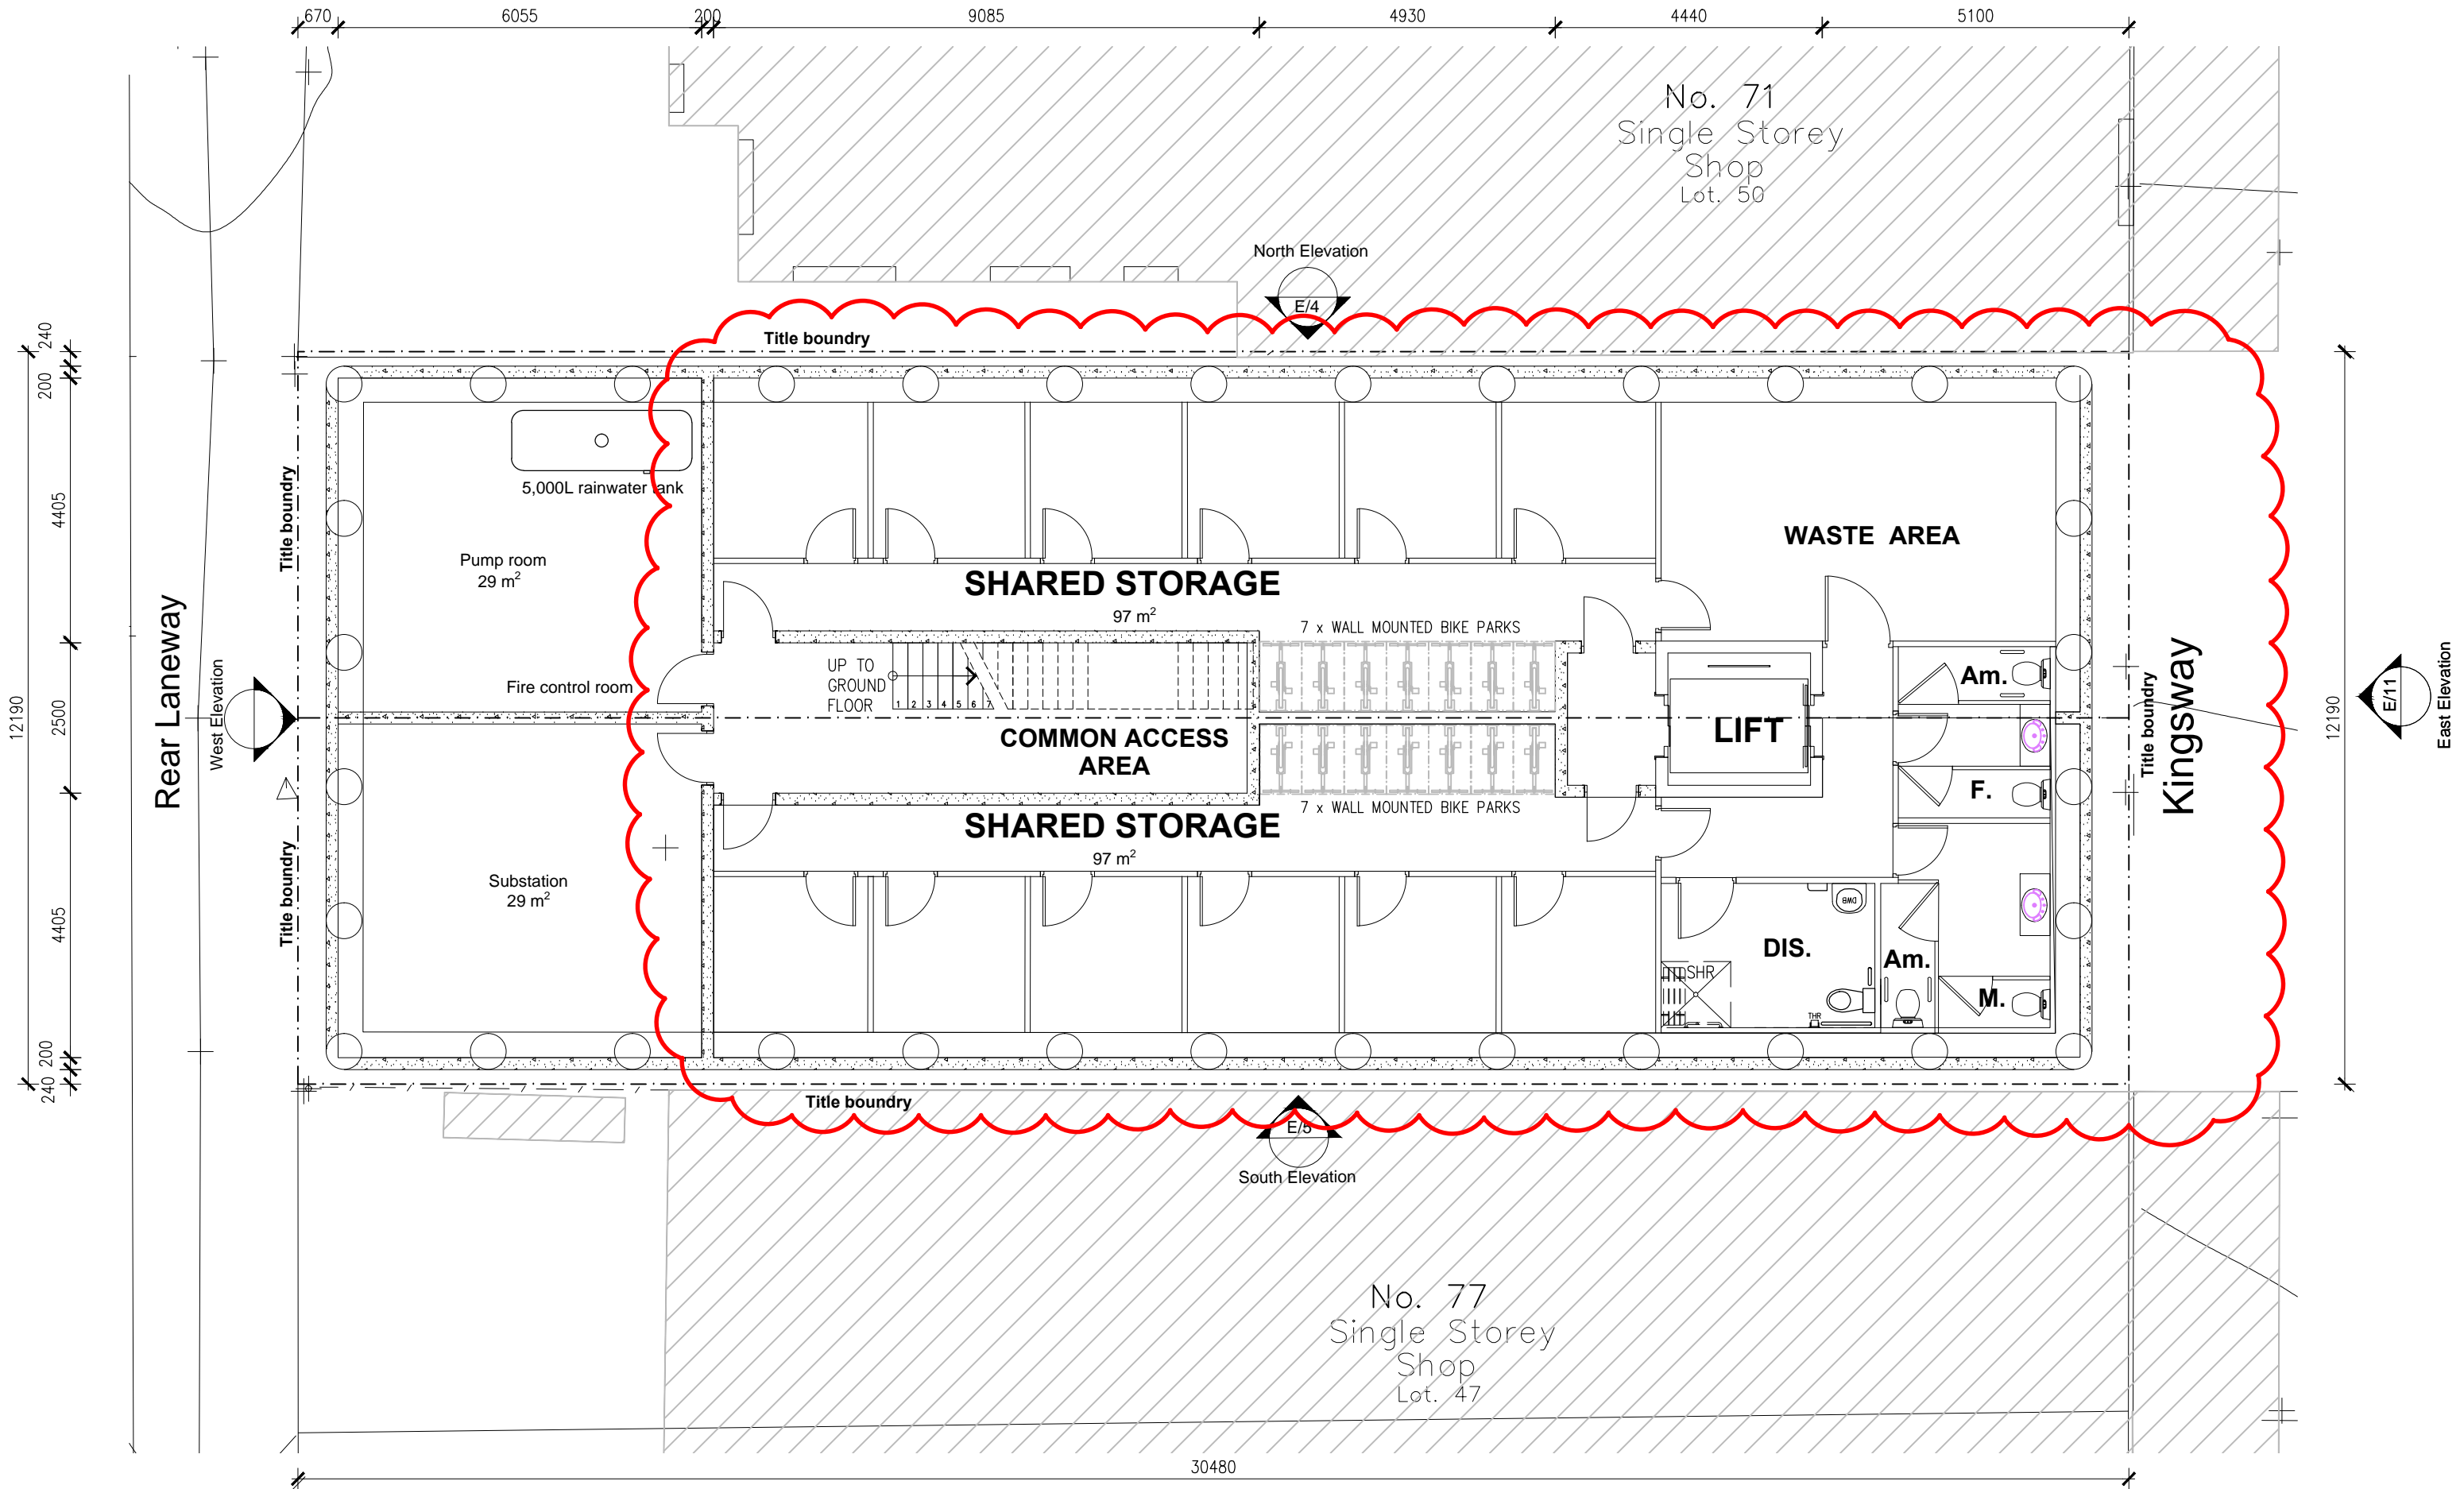 670
6055
200
9085
4930
4440
5100
No. 71
Single Storey
Shop
Lot. 50
North Elevation
E/4
Title boundry
240
200
4405
2500
4405
200
240
12190
12190
Title boundry
Title boundry
Rear Laneway
West Elevation
5,000L rainwater tank
Pump room
29 m²
Fire control room
Substation
29 m²
SHARED STORAGE
97 m²
7 x WALL MOUNTED BIKE PARKS
UP TO
GROUND
FLOOR
1 2 3 4 5 6 7
COMMON ACCESS
AREA
7 x WALL MOUNTED BIKE PARKS
SHARED STORAGE
97 m²
WASTE AREA
LIFT
Am.
F.
DIS.
Am.
M.
DWB
SHR
THR
Title boundry
Kingsway
E/11
East Elevation
Title boundry
E/5
South Elevation
No. 77
Single Storey
Shop
Lot. 47
30480